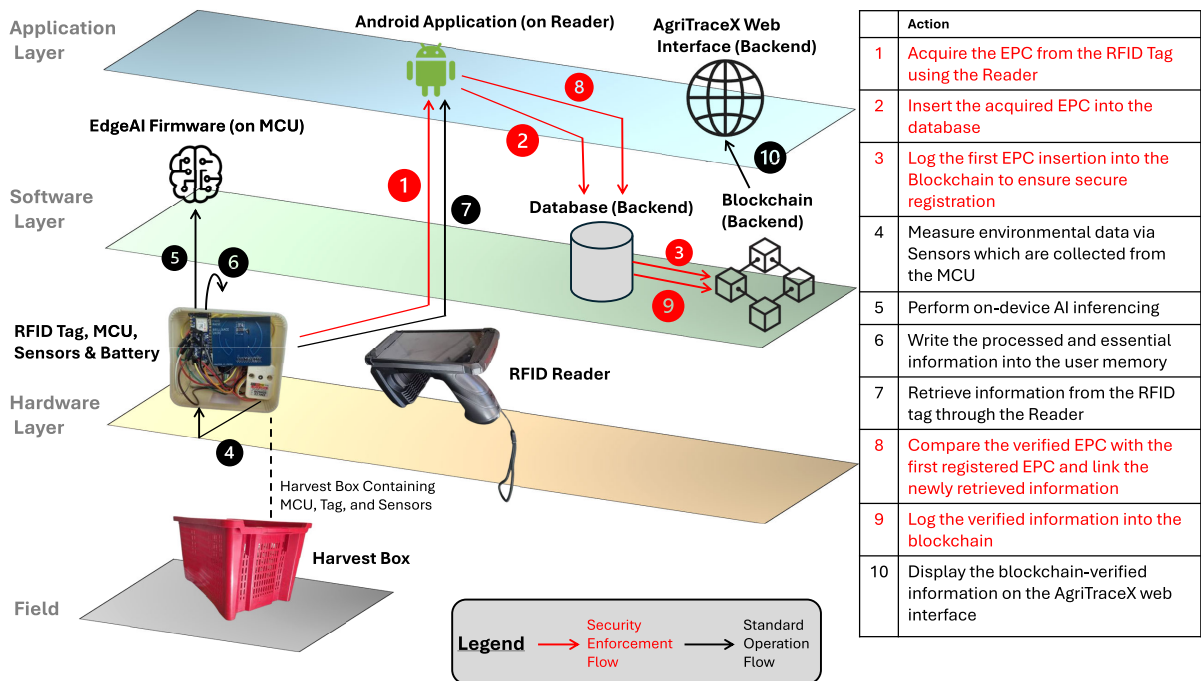 Application
Layer
Android Application (on Reader)
AgriTraceX Web
Interface (Backend)
8
2
10
EdgeAI Firmware (on MCU)
1
7
Software
Layer
Database (Backend)
Blockchain
(Backend)
5
6
3
9
RFID Tag, MCU,
Sensors & Battery
RFID Reader
Hardware
Layer
4
Harvest Box Containing
MCU, Tag, and Sensors
Harvest Box
Field
Legend
Security
Enforcement
Flow
Standard
Operation
Flow
Action
1 Acquire the EPC from the RFID Tag
using the Reader
2 Insert the acquired EPC into the
database
3 Log the first EPC insertion into the
Blockchain to ensure secure
registration
4 Measure environmental data via
Sensors which are collected from
the MCU
5 Perform on-device AI inferencing
6 Write the processed and essential
information into the user memory
7 Retrieve information from the RFID
tag through the Reader
8 Compare the verified EPC with the
first registered EPC and link the
newly retrieved information
9 Log the verified information into the
blockchain
10 Display the blockchain-verified
information on the AgriTraceX web
interface